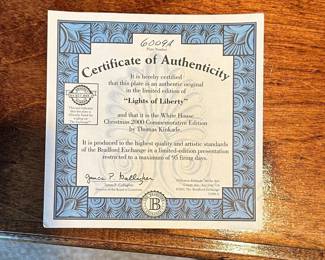 6009A
Plate Number
Certificate of Authenticity
It is hereby certified
that this plate is an authentic original
in the limited edition of
"Lights of Liberty"
and that it is the White House
Christmas 2000 Commemorative Edition
by Thomas Kinkade.
It is produced to the highest quality and artistic standards
of the Bradford Exchange in a limited-edition presentation
restricted to a maximum of 95 firing days.
James P. Gallagher
B